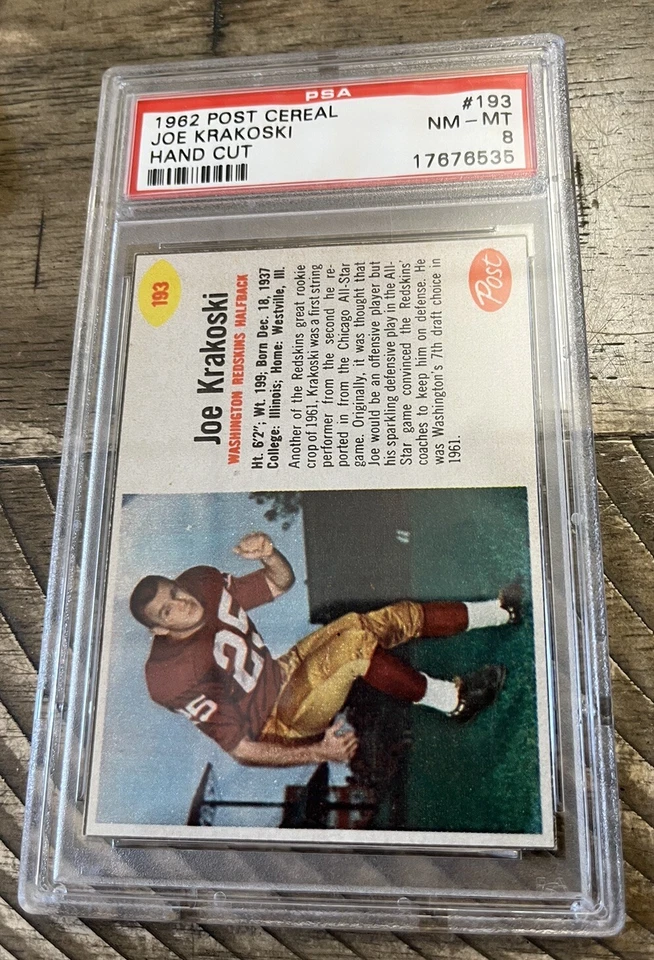 PSA
1962 POST CEREAL #193
JOE KRAKOSKI NM - MT
HAND CUT 8
17676535
193
Joe Krakoski
WASHINGTON REDSKINS HALFBACK
Ht. 6'2"; Wt. 199, Born Dec. 18, 1937
College: Illinois; Home: Westville, Ill.
Another of the Redskins great rookie
crop of 1961, Krakoski was a first string
performer from the second he re-
ported in from the Chicago All-Star
game. Originally, it was thought that
Joe would be an offensive player but
his sparkling defensive play in the All-
Star game convinced the Redskins'
coaches to keep him on defense. He
was Washington's 7th draft choice in
1961.
Post
25
25